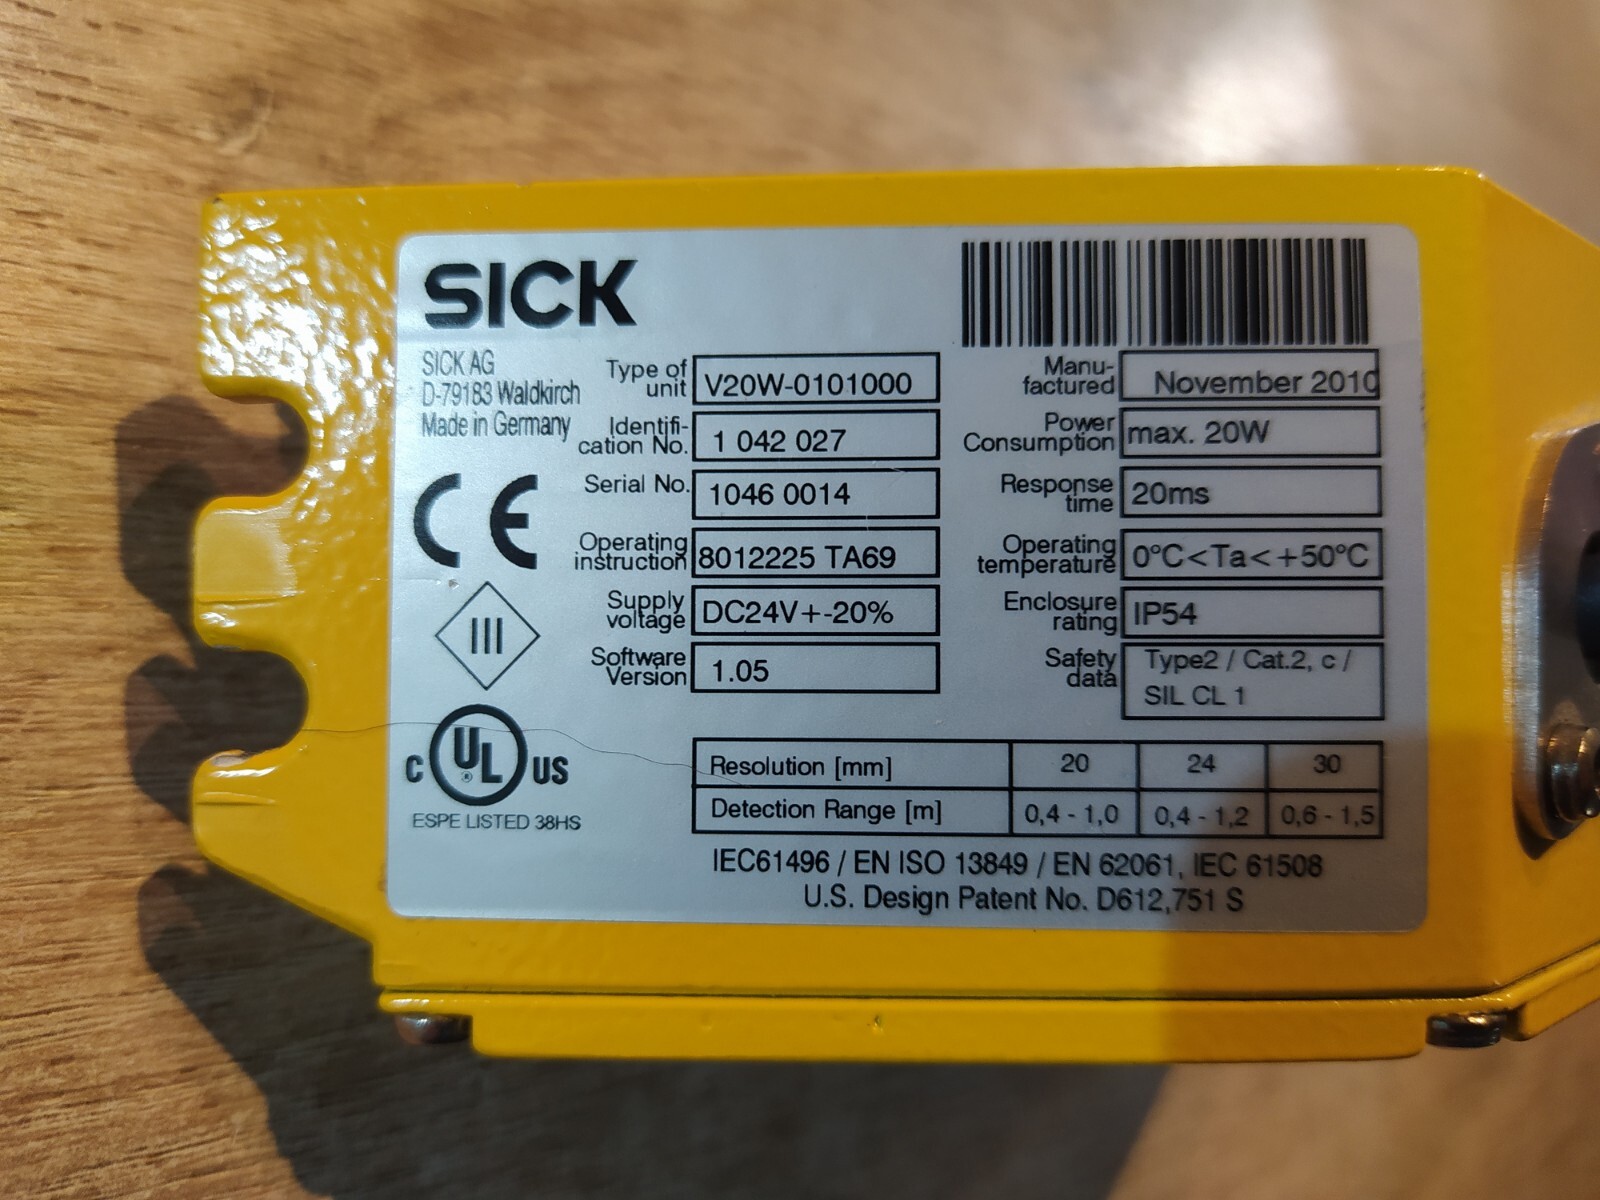 SICK
SICK AG
D-79183 Waldkirch
Made in Germany
CE
III
c UL® US
ESPE LISTED 38HS
Type of unit V20W-0101000
Identifi-cation No. 1 042 027
Serial No. 1046 0014
Operating instruction 8012225 TA69
Supply voltage DC24V+-20%
Software Version 1.05
Manu-factured November 2010
Power Consumption max. 20W
Response time 20ms
Operating temperature 0°C<Ta<+50°C
Enclosure rating IP54
Safety data Type2 / Cat.2, c /
SIL CL 1
Resolution [mm] 20 24 30
Detection Range [m] 0,4 - 1,0 0,4 - 1,2 0,6 - 1,5
IEC61496 / EN ISO 13849 / EN 62061, IEC 61508
U.S. Design Patent No. D612,751 S